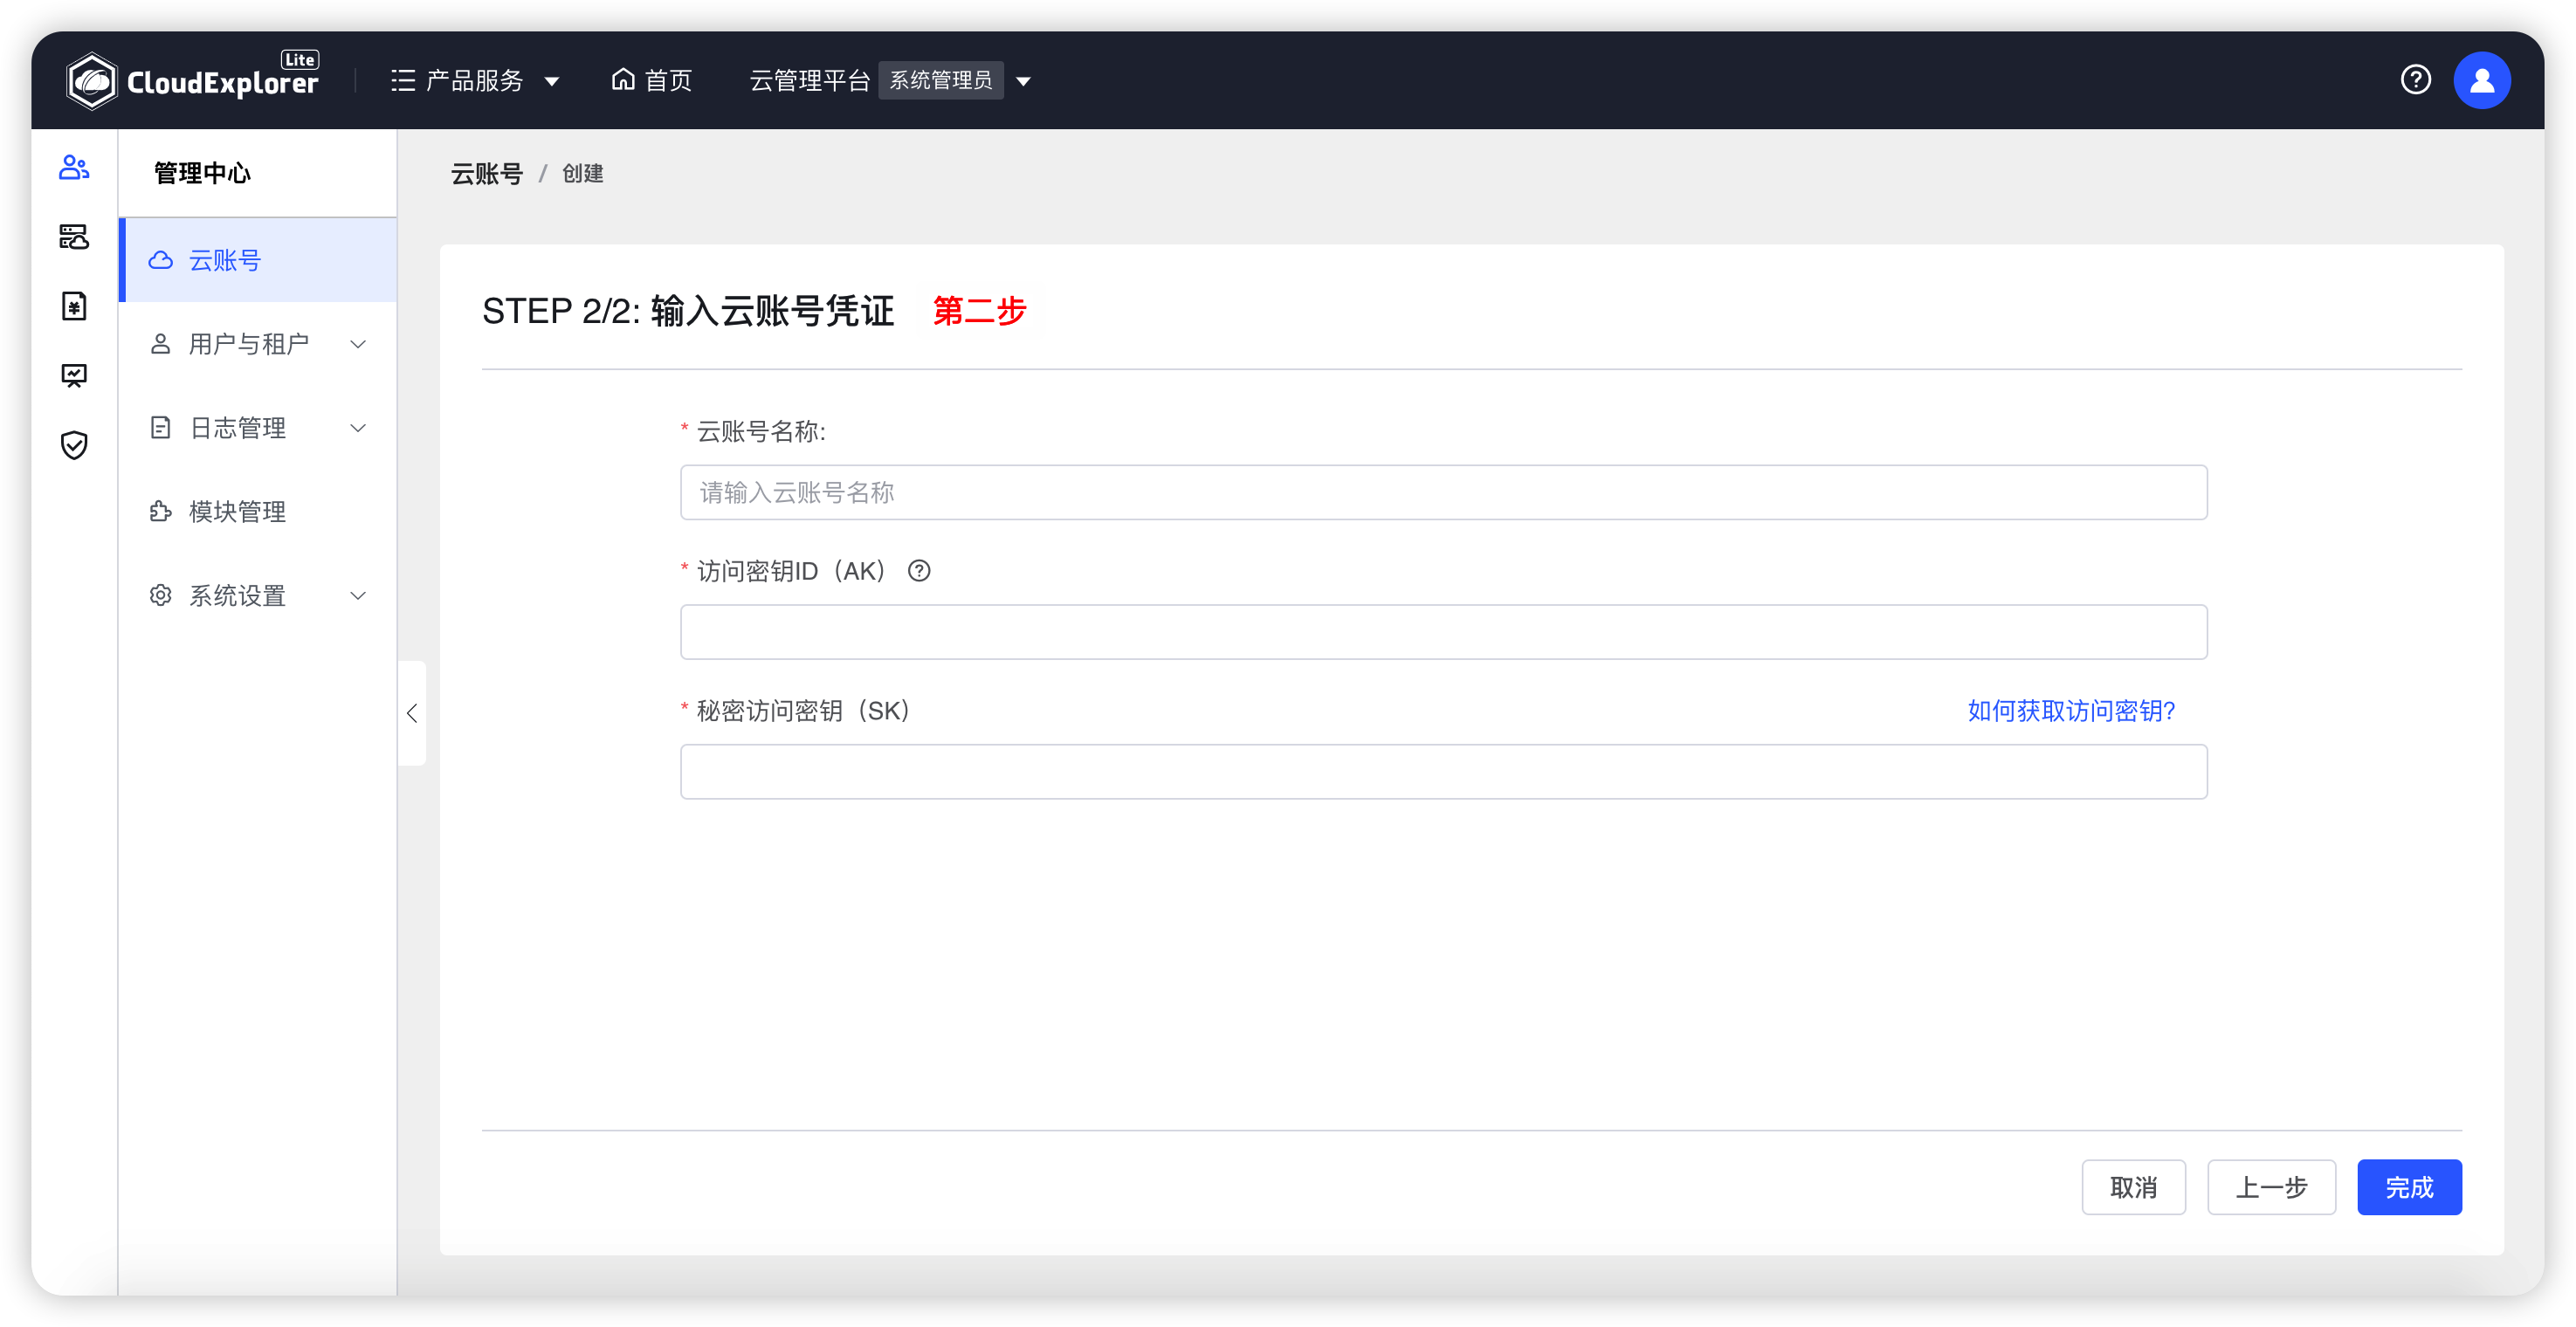 CloudExplorer Lite
产品服务
首页
云管理平台 系统管理员
管理中心
云账号
用户与租户
日志管理
模块管理
系统设置
云账号 / 创建
STEP 2/2: 输入云账号凭证 第二步
* 云账号名称:
请输入云账号名称
* 访问密钥ID（AK）
* 秘密访问密钥（SK）
如何获取访问密钥?
取消
上一步
完成